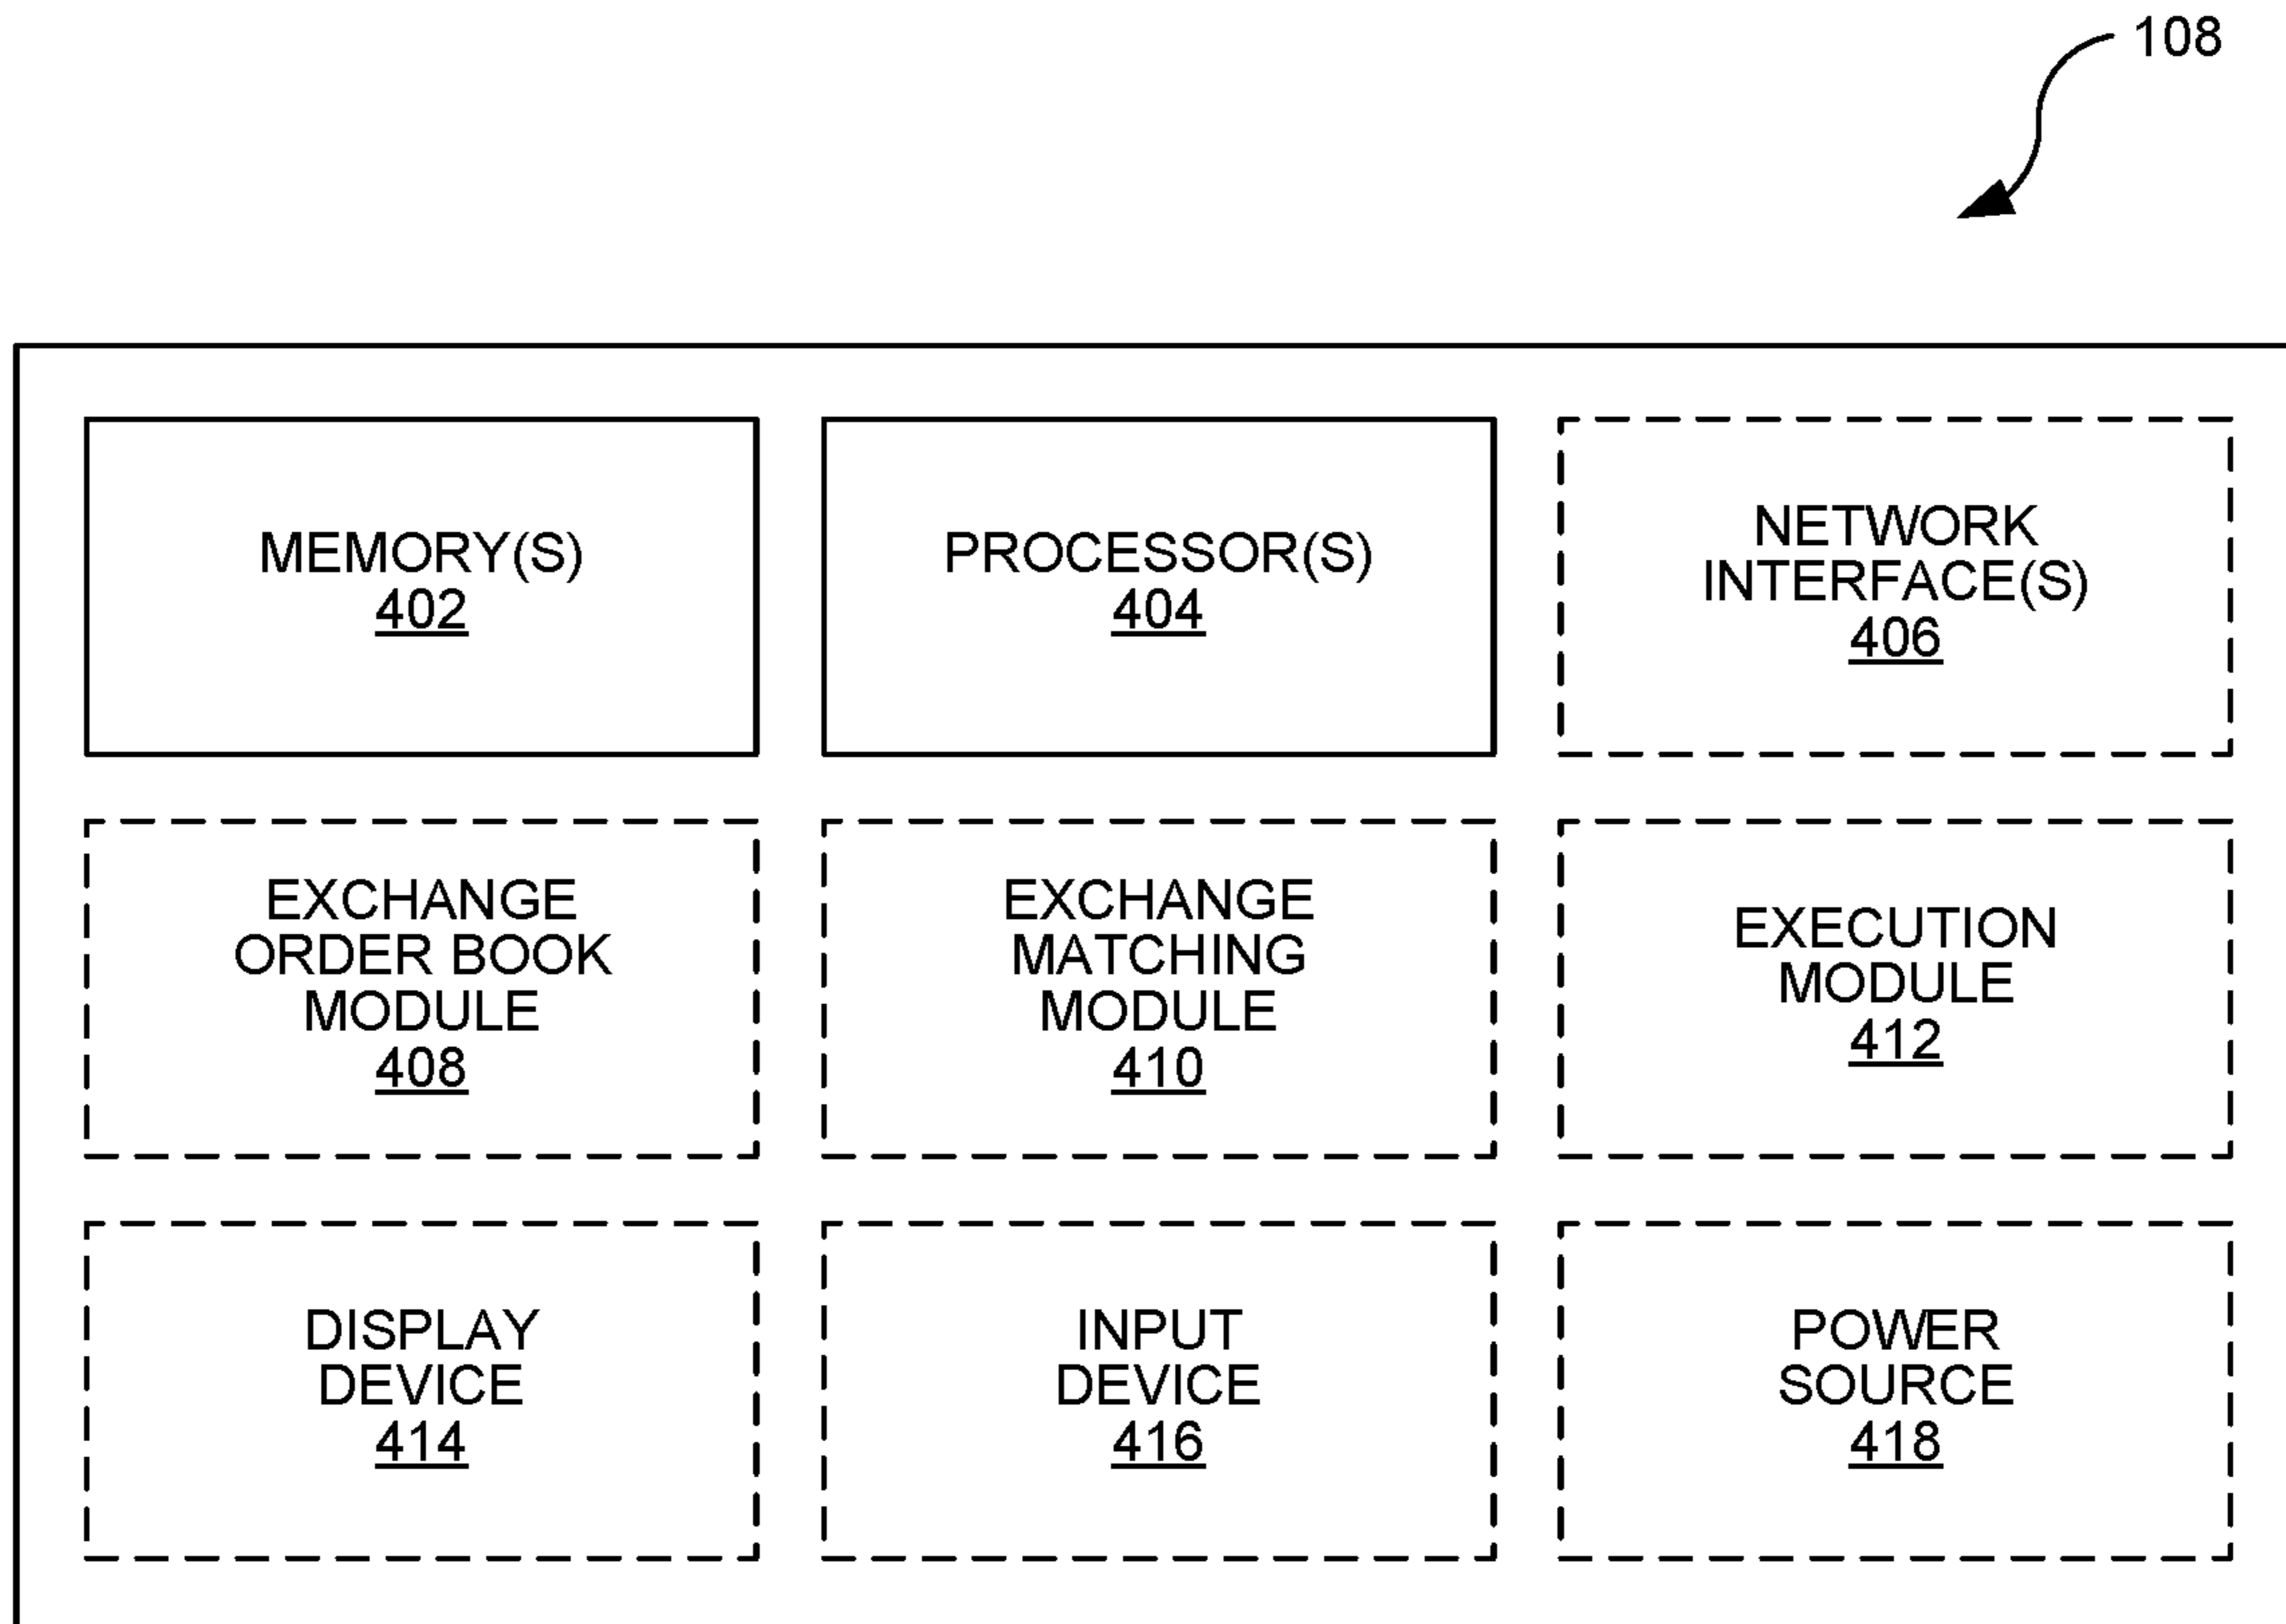 108
MEMORY(S)
402
PROCESSOR(S)
404
NETWORK
INTERFACE(S)
406
EXCHANGE
ORDER BOOK
MODULE
408
EXCHANGE
MATCHING
MODULE
410
EXECUTION
MODULE
412
DISPLAY
DEVICE
414
INPUT
DEVICE
416
POWER
SOURCE
418